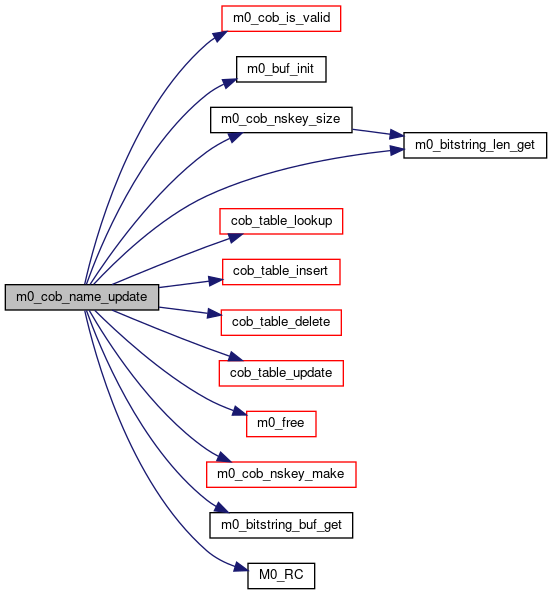 m0_cob_is_valid
m0_buf_init
m0_cob_nskey_size
m0_bitstring_len_get
cob_table_lookup
cob_table_insert
m0_cob_name_update
cob_table_delete
cob_table_update
m0_free
m0_cob_nskey_make
m0_bitstring_buf_get
M0_RC